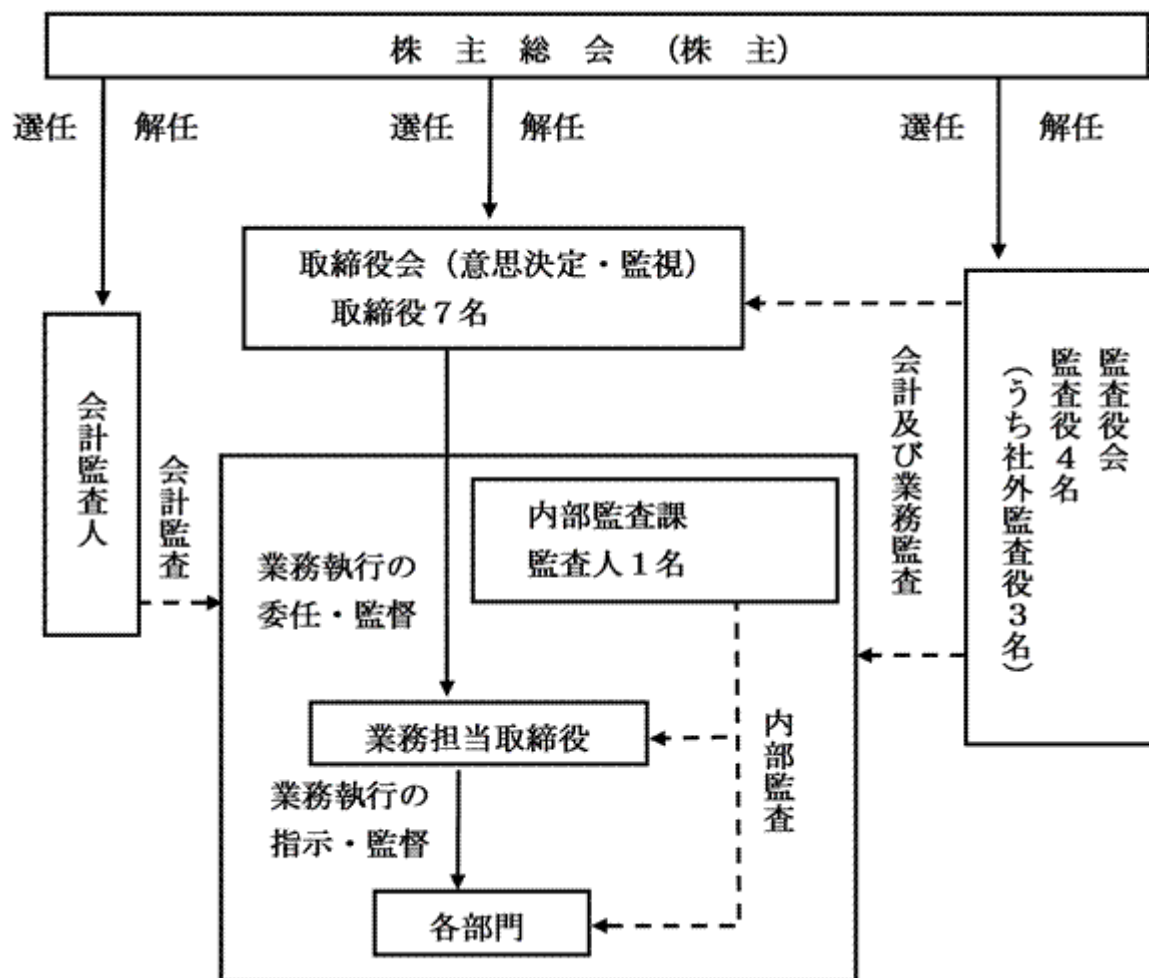 株主総会（株主）
選任
解任
選任
解任
選任
解任
取締役会（意思決定・監視）
取締役７名
会計監査人
会計監査
監査役会
監査役４名
（うち社外監査役３名）
会計及び業務監査
内部監査課
監査人１名
業務執行の
委任・監督
業務担当取締役
内部監査
業務執行の
指示・監督
各部門